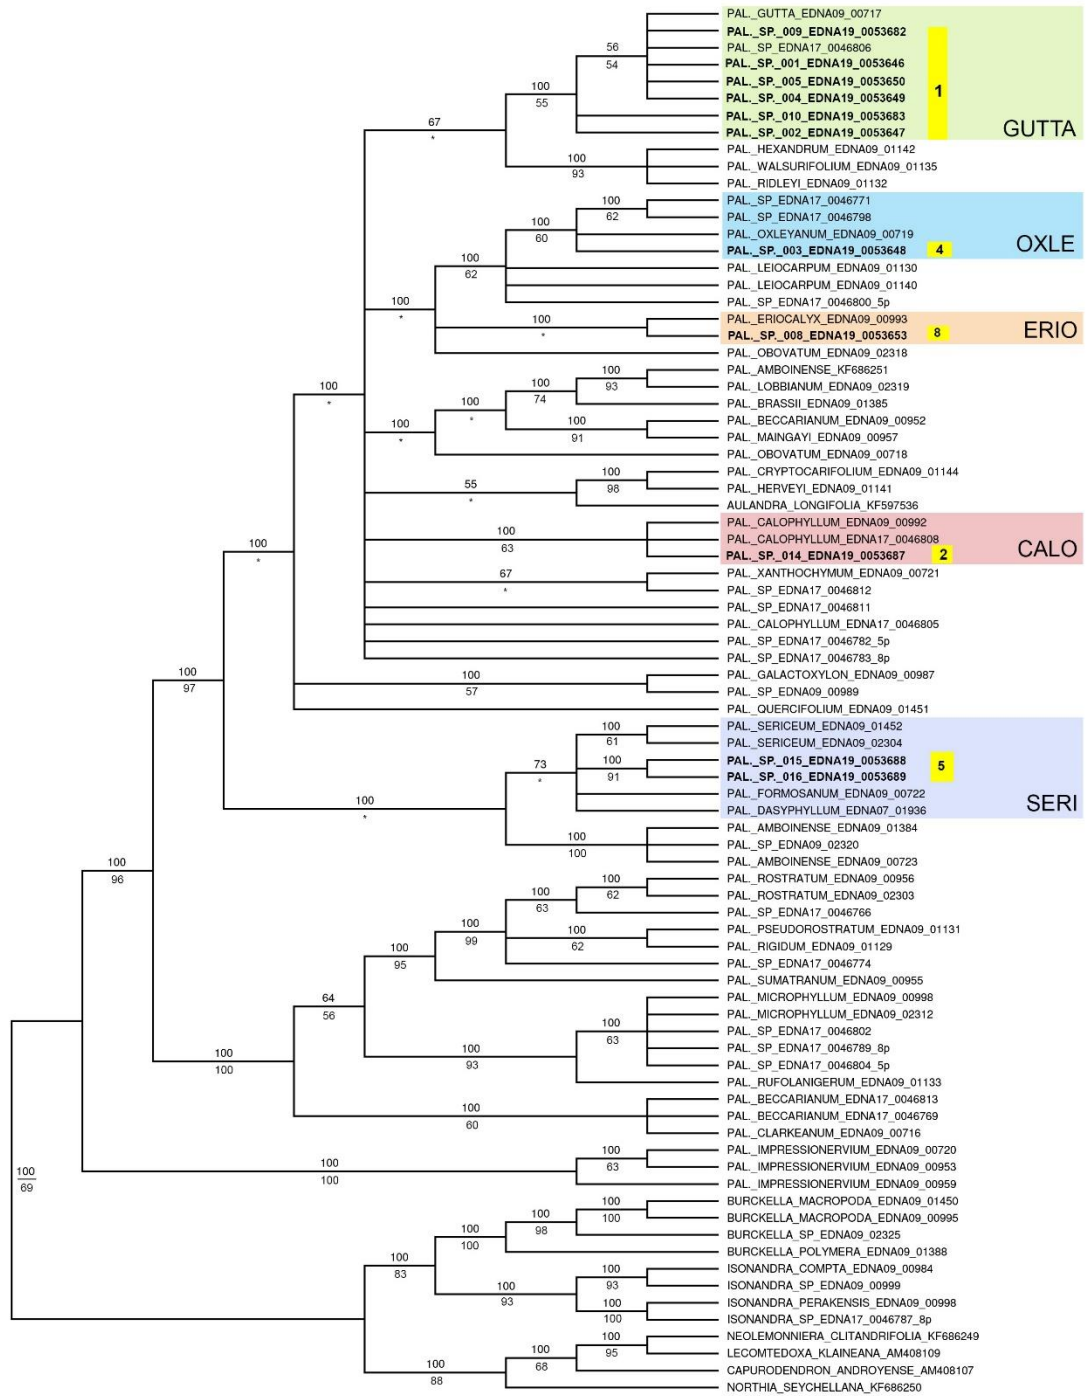 PAL._GUTTA_EDNA09_00717
PAL._SP._009_EDNA19_0053682
56
PAL._SP_EDNA17_0046806
54
PAL._SP._001_EDNA19_0053646
100
PAL._SP._005_EDNA19_0053650
1
55
PAL._SP._004_EDNA19_0053649
PAL._SP._010_EDNA19_0053683
67
PAL._SP._002_EDNA19_0053647
GUTTA
*
PAL._HEXANDRUM_EDNA09_01142
100
PAL._WALSURIFOLIUM_EDNA09_01135
93
PAL._RIDLEYI_EDNA09_01132
100
PAL._SP_EDNA17_0046771
62
PAL._SP_EDNA17_0046798
100
PAL._OXLEYANUM_EDNA09_00719
60
PAL._SP._003_EDNA19_0053648
4
OXLE
100
PAL._LEIOCARPUM_EDNA09_01130
62
PAL._LEIOCARPUM_EDNA09_01140
100
PAL._SP_EDNA17_0046800_5p
*
PAL._ERIOCALYX_EDNA09_00993
100
PAL._SP._008_EDNA19_0053653
8
ERIO
*
PAL._OBOVATUM_EDNA09_02318
100
PAL._AMBOINENSE_KF686251
93
100
*
PAL._LOBBIANUM_EDNA09_02319
100
74
PAL._BRASSII_EDNA09_01385
100
*
PAL._BECCARIANUM_EDNA09_00952
100
91
100
*
PAL._MAINGAYI_EDNA09_00957
PAL._OBOVATUM_EDNA09_00718
100
98
PAL._CRYPTOCARIFOLIUM_EDNA09_01144
55
*
PAL._HERVEYI_EDNA09_01141
AULANDRA_LONGIFOLIA_KF597536
PAL._CALOPHYLLUM_EDNA09_00992
100
63
PAL._CALOPHYLLUM_EDNA17_0046808
100
*
PAL._SP._014_EDNA19_0053687
2
CALO
PAL._XANTHOCHYMUM_EDNA09_00721
67
*
PAL._SP_EDNA17_0046812
PAL._SP_EDNA17_0046811
PAL._CALOPHYLLUM_EDNA17_0046805
PAL._SP_EDNA17_0046782_5p
PAL._SP_EDNA17_0046783_8p
100
97
PAL._GALACTOXYLON_EDNA09_00987
100
57
PAL._SP_EDNA09_00989
PAL._QUERCIFOLIUM_EDNA09_01451
PAL._SERICEUM_EDNA09_01452
100
61
PAL._SERICEUM_EDNA09_02304
PAL._SP._015_EDNA19_0053688
73
*
100
91
5
PAL._SP._016_EDNA19_0053689
PAL._FORMOSANUM_EDNA09_00722
100
*
PAL._DASYPHYLLUM_EDNA07_01936
SERI
PAL._AMBOINENSE_EDNA09_01384
100
100
PAL._SP_EDNA09_02320
100
96
PAL._AMBOINENSE_EDNA09_00723
PAL._ROSTRATUM_EDNA09_00956
100
62
PAL._ROSTRATUM_EDNA09_02303
100
63
PAL._SP_EDNA17_0046766
PAL._PSEUDOROSTRATUM_EDNA09_01131
100
99
100
62
PAL._RIGIDUM_EDNA09_01129
100
95
PAL._SP_EDNA17_0046774
PAL._SUMATRANUM_EDNA09_00955
64
56
PAL._MICROPHYLLUM_EDNA09_00998
PAL._MICROPHYLLUM_EDNA09_02312
100
63
PAL._SP_EDNA17_0046802
PAL._SP_EDNA17_0046789_8p
100
93
100
100
PAL._SP_EDNA17_0046804_5p
PAL._RUFOLANIGERUM_EDNA09_01133
PAL._BECCARIANUM_EDNA17_0046813
100
60
PAL._BECCARIANUM_EDNA17_0046769
PAL._CLARKEANUM_EDNA09_00716
PAL._IMPRESSIONERVIUM_EDNA09_00720
100
63
PAL._IMPRESSIONERVIUM_EDNA09_00953
100
100
100
69
PAL._IMPRESSIONERVIUM_EDNA09_00959
BURCKELLA_MACROPODA_EDNA09_01450
100
100
BURCKELLA_MACROPODA_EDNA09_00995
100
98
BURCKELLA_SP_EDNA09_02325
100
100
BURCKELLA_POLYMERA_EDNA09_01388
100
83
ISONANDRA_COMPTA_EDNA09_00984
100
93
ISONANDRA_SP_EDNA09_00999
100
93
ISONANDRA_PERAKENSIS_EDNA09_00998
100
100
ISONANDRA_SP_EDNA17_0046787_8p
NEOLEMONNIERA_CLITANDRIFOLIA_KF686249
100
95
LECOMTEDOXA_KLAINEANA_AM408109
100
68
CAPURODENDRON_ANDROYENSE_AM408107
100
88
NORTHIA_SEYCHELLANA_KF686250